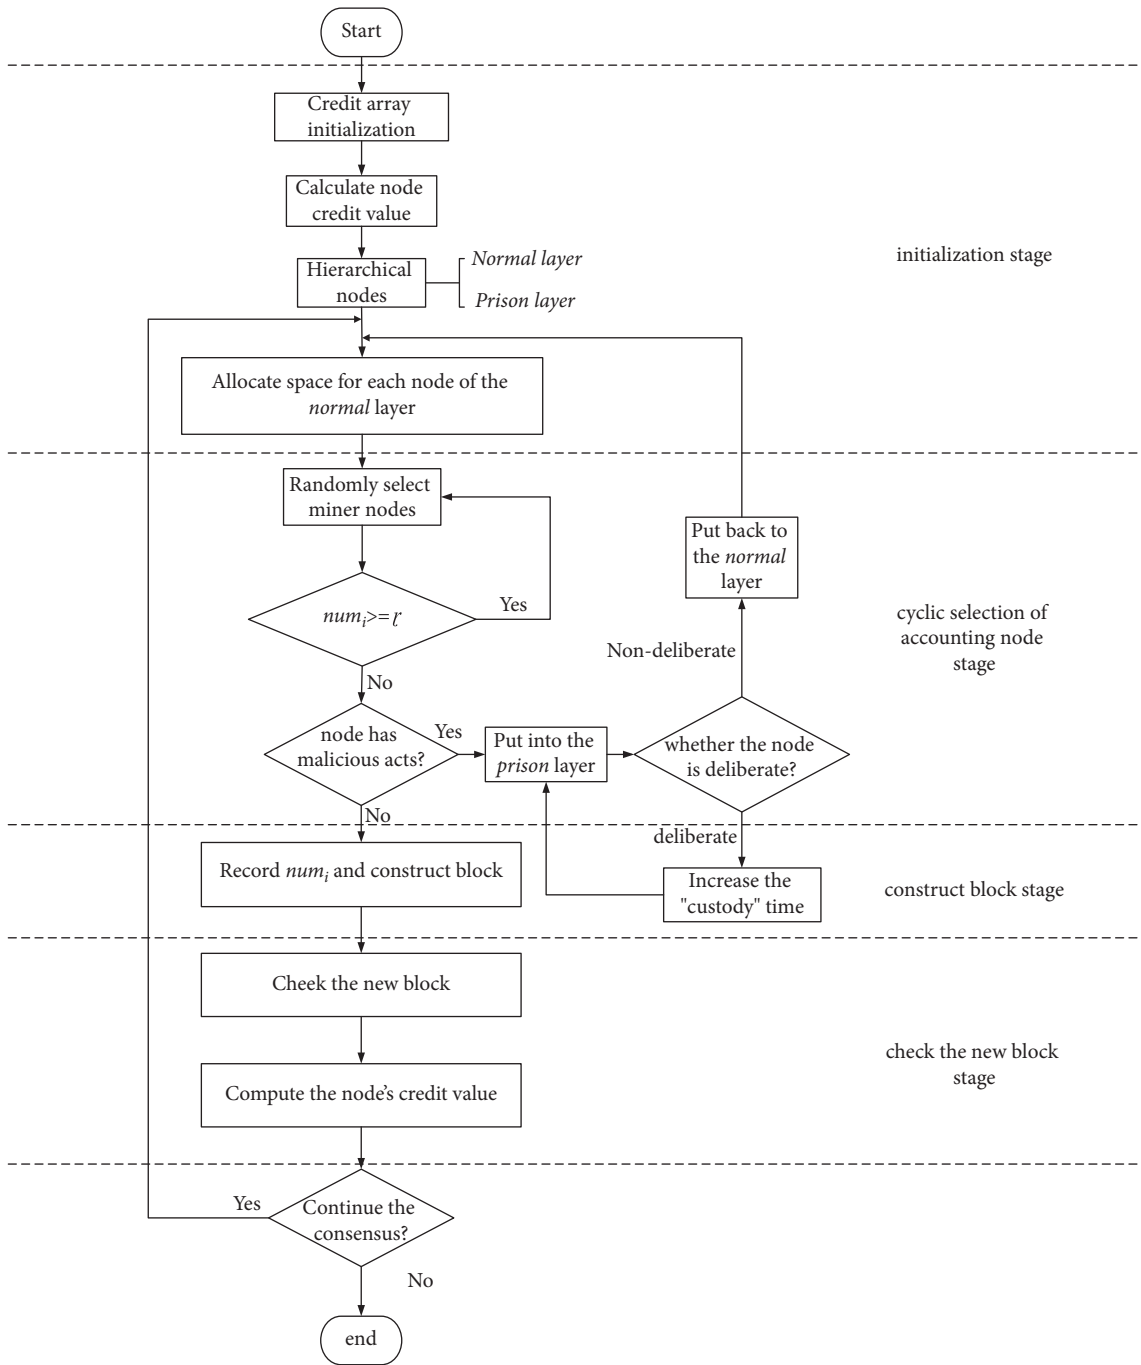 Start
Credit array
initialization
Calculate node
credit value
Hierarchical
nodes
Normal layer
Prison layer
initialization stage
Allocate space for each node of the
normal layer
Randomly select
miner nodes
numᵢ>=
Yes
No
Put back to
the normal
layer
Non-deliberate
cyclic selection of
accounting node
stage
node has
malicious acts?
Yes
No
Put into the
prison layer
whether the node
is deliberate?
deliberate
Increase the
"custody" time
Record numᵢ and construct block
construct block stage
Cheek the new block
Compute the node's credit value
check the new block
stage
Continue the
consensus?
Yes
No
end